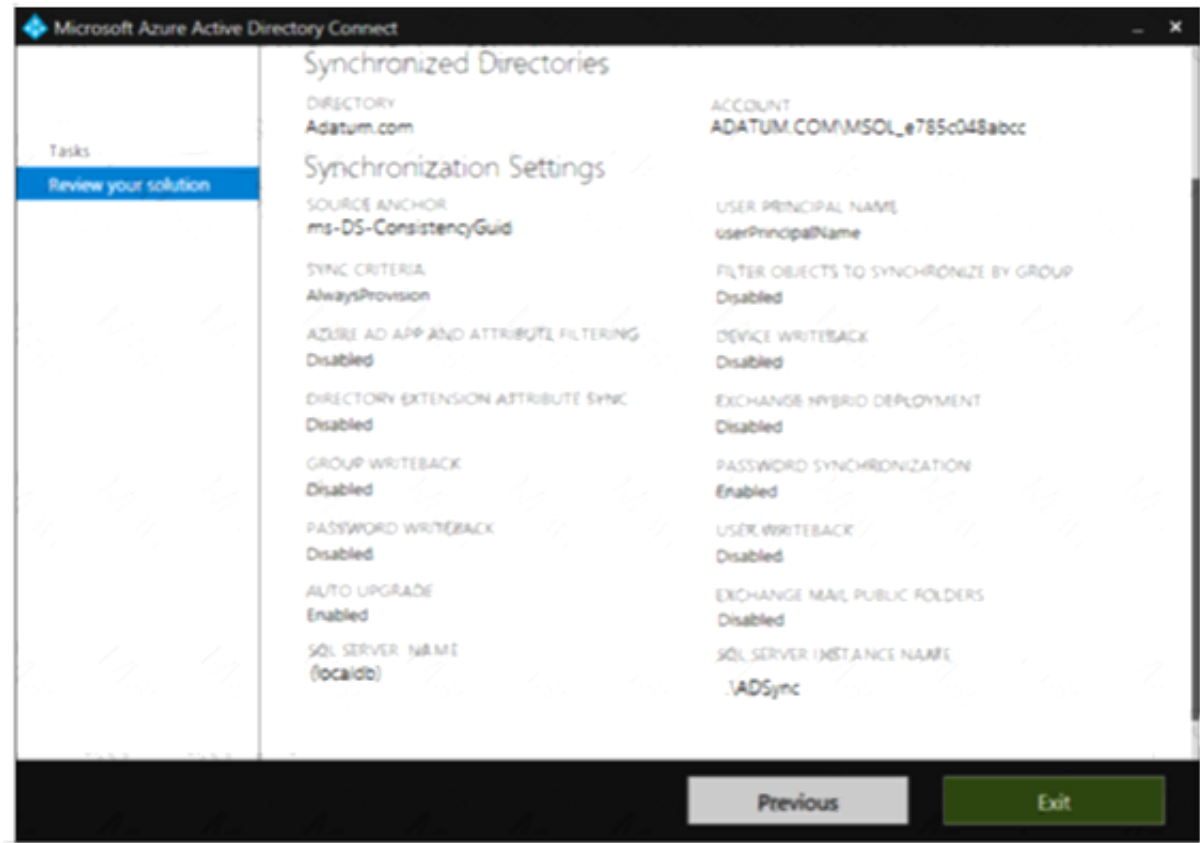 Microsoft Azure Active Directory Connect
Tasks
Review your solution
Synchronized Directories
DIRECTORY
Adatum.com
ACCOUNT
ADATUM.COM\MSOL_e785c048abcc
Synchronization Settings
SOURCE ANCHOR
ms-DS-ConsistencyGuid
USER PRINCIPAL NAME
userPrincipalName
SYNC CRITERIA
AlwaysProvision
FILTER OBJECTS TO SYNCHRONIZE BY GROUP
Disabled
AZURE AD APP AND ATTRIBUTE FILTERING
Disabled
DEVICE WRITEBACK
Disabled
DIRECTORY EXTENSION ATTRIBUTE SYNC
Disabled
EXCHANGE HYBRID DEPLOYMENT
Disabled
GROUP WRITEBACK
Disabled
PASSWORD SYNCHRONIZATION
Enabled
PASSWORD WRITEBACK
Disabled
USER WRITEBACK
Disabled
AUTO UPGRADE
Enabled
EXCHANGE MAIL PUBLIC FOLDERS
Disabled
SQL SERVER NAME
(localdb)
SQL SERVER INSTANCE NAME
.\ADSync
Previous
Exit